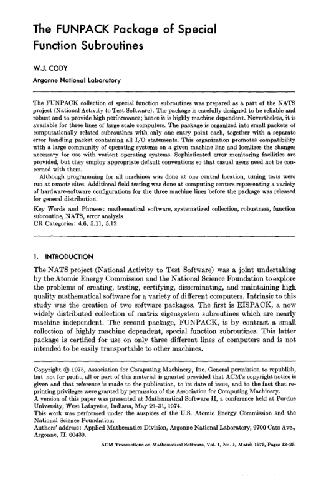 The FUNPACK Package of Special
Function Subroutines
W.J. CODY
Argonne National Laboratory
The FUNPACK collection of special function subroutines was prepared as a part of the NATS
project (National Activity to Test Software). The package is carefully designed to be reliable and
robust and to provide high performance; hence it is highly machine dependent. Nevertheless, it is
available for three lines of large scale computers. The package is organized into small packets of
computationally related subroutines with only one entry point each, together with a separate
error handling packet containing all I/O statements. This organization promotes compatibility
with a large community of operating systems on a given machine line and localizes the changes
necessary for use with variant operating systems. Sophisticated error monitoring facilities are
provided, but they employ appropriate default operations so that casual users need not be con-
cerned with them.
Although programming for all machines was done at one central location, timing tests were
run at remote sites. Additional field testing was done at computing centers representing a variety
of hardware-software configurations for the three machine lines before the package was released
for general distribution.
Key Words and Phrases: mathematical software, systematized collection, robustness, function
subroutine, NATS, error analysis
CR Categories: 4.6, 5.11, 5.12
1. INTRODUCTION
The NATS project (National Activity to Test Software) was a joint undertaking
by the Atomic Energy Commission and the National Science Foundation to explore
the problems of creating, testing, certifying, disseminating, and maintaining high
quality mathematical software for a variety of different computers. Intrinsic to this
study was the creation of two software packages. The first is EISPACK, a now
widely distributed collection of matrix eigensystem subroutines which are nearly
machine independent. The second package, FUNPACK, is by contrast a small
collection of highly machine dependent, special function subroutines. This latter
package is certified for use on only three different lines of computers and is not
intended to be easily transportable to other machines.
Copyright © 1975, Association for Computing Machinery, Inc. General permission to republish,
but not for profit, all or part of this material is granted provided that ACM's copyright notice is
given and that reference is made to the publication, to its date of issue, and to the fact that re-
printing privileges were granted by permission of the Association for Computing Machinery.
A version of this paper was presented at Mathematical Software II, a conference held at Purdue
University, West Lafayette, Indiana, May 29-31, 1974.
This work was performed under the auspices of the U.S. Atomic Energy Commission and the
National Science Foundation.
Authors' address: Applied Mathematics Division, Argonne National Laboratory, 9700 Cass Ave.,
Argonne, Ill. 60439.
ACM Transactions on Mathematical Software, Vol. 1, No. 1, March 1975, Pages